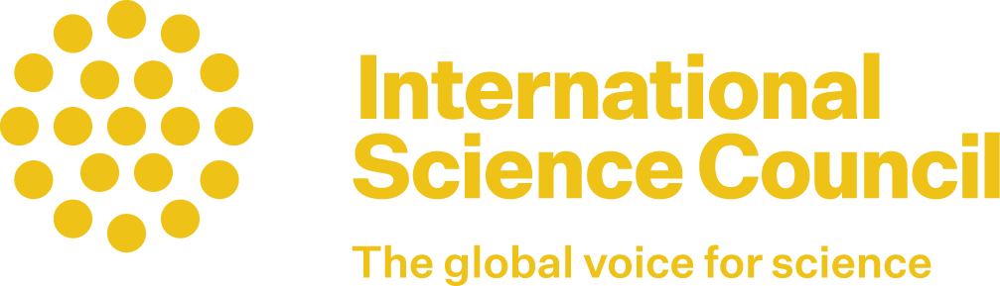 International
Science Council
The global voice for science